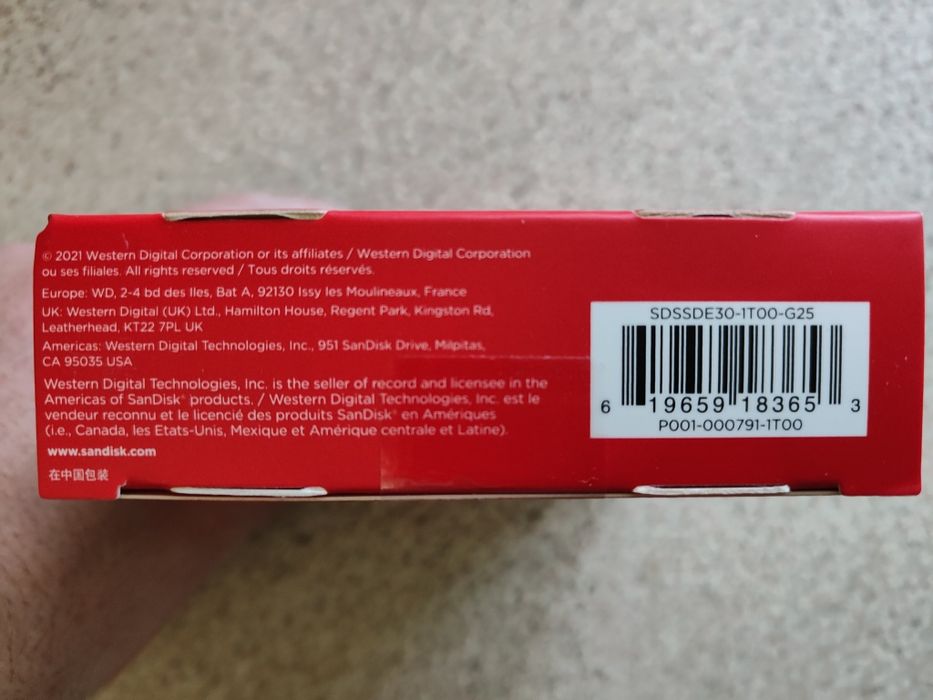 © 2021 Western Digital Corporation or its affiliates / Western Digital Corporation
ou ses filiales. All rights reserved / Tous droits réservés.
Europe: WD, 2-4 bd des Iles, Bat A, 92130 Issy les Moulineaux, France
UK: Western Digital (UK) Ltd., Hamilton House, Regent Park, Kingston Rd,
Leatherhead, KT22 7PL UK
Americas: Western Digital Technologies, Inc., 951 SanDisk Drive, Milpitas,
CA 95035 USA
Western Digital Technologies, Inc. is the seller of record and licensee in the
Americas of SanDisk® products. / Western Digital Technologies, Inc. est le
vendeur reconnu et le licencié des produits SanDisk® en Amériques
(i.e., Canada, les Etats-Unis, Mexique et Amérique centrale et Latine).
www.sandisk.com
在中国包装
SDSSDE30-1T00-G25
6 19659 18365 3
P001-000791-1T00